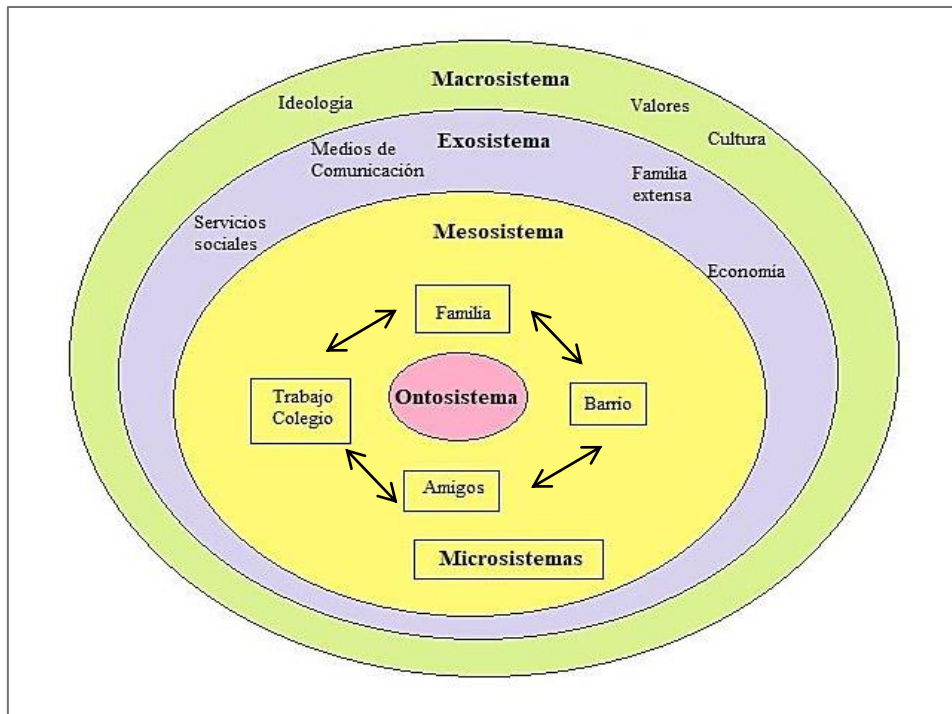 Macrosistema
Ideología
Valores
Cultura
Exosistema
Medios de
Comunicación
Familia
extensa
Servicios
sociales
Mesosistema
Economía
Familia
Trabajo
Colegio
Ontosistema
Barrio
Amigos
Microsistemas